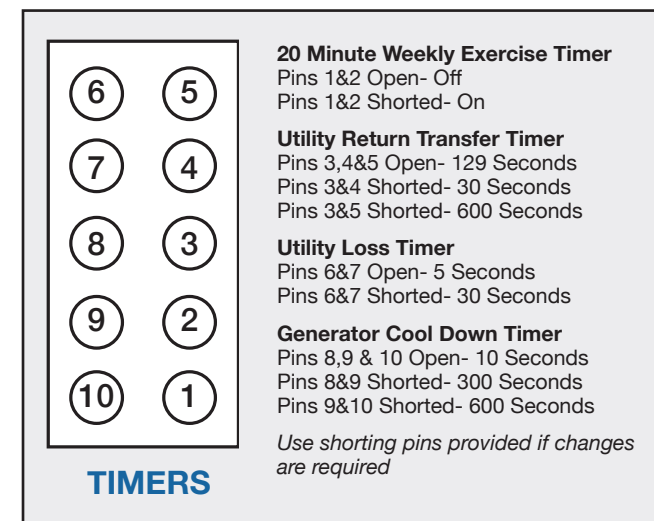 6 5
7 4
8 3
9 2
10 1
TIMERS
20 Minute Weekly Exercise Timer
Pins 1&2 Open- Off
Pins 1&2 Shorted- On
Utility Return Transfer Timer
Pins 3,4&5 Open- 129 Seconds
Pins 3&4 Shorted- 30 Seconds
Pins 3&5 Shorted- 600 Seconds
Utility Loss Timer
Pins 6&7 Open- 5 Seconds
Pins 6&7 Shorted- 30 Seconds
Generator Cool Down Timer
Pins 8,9 & 10 Open- 10 Seconds
Pins 8&9 Shorted- 300 Seconds
Pins 9&10 Shorted- 600 Seconds
Use shorting pins provided if changes
are required